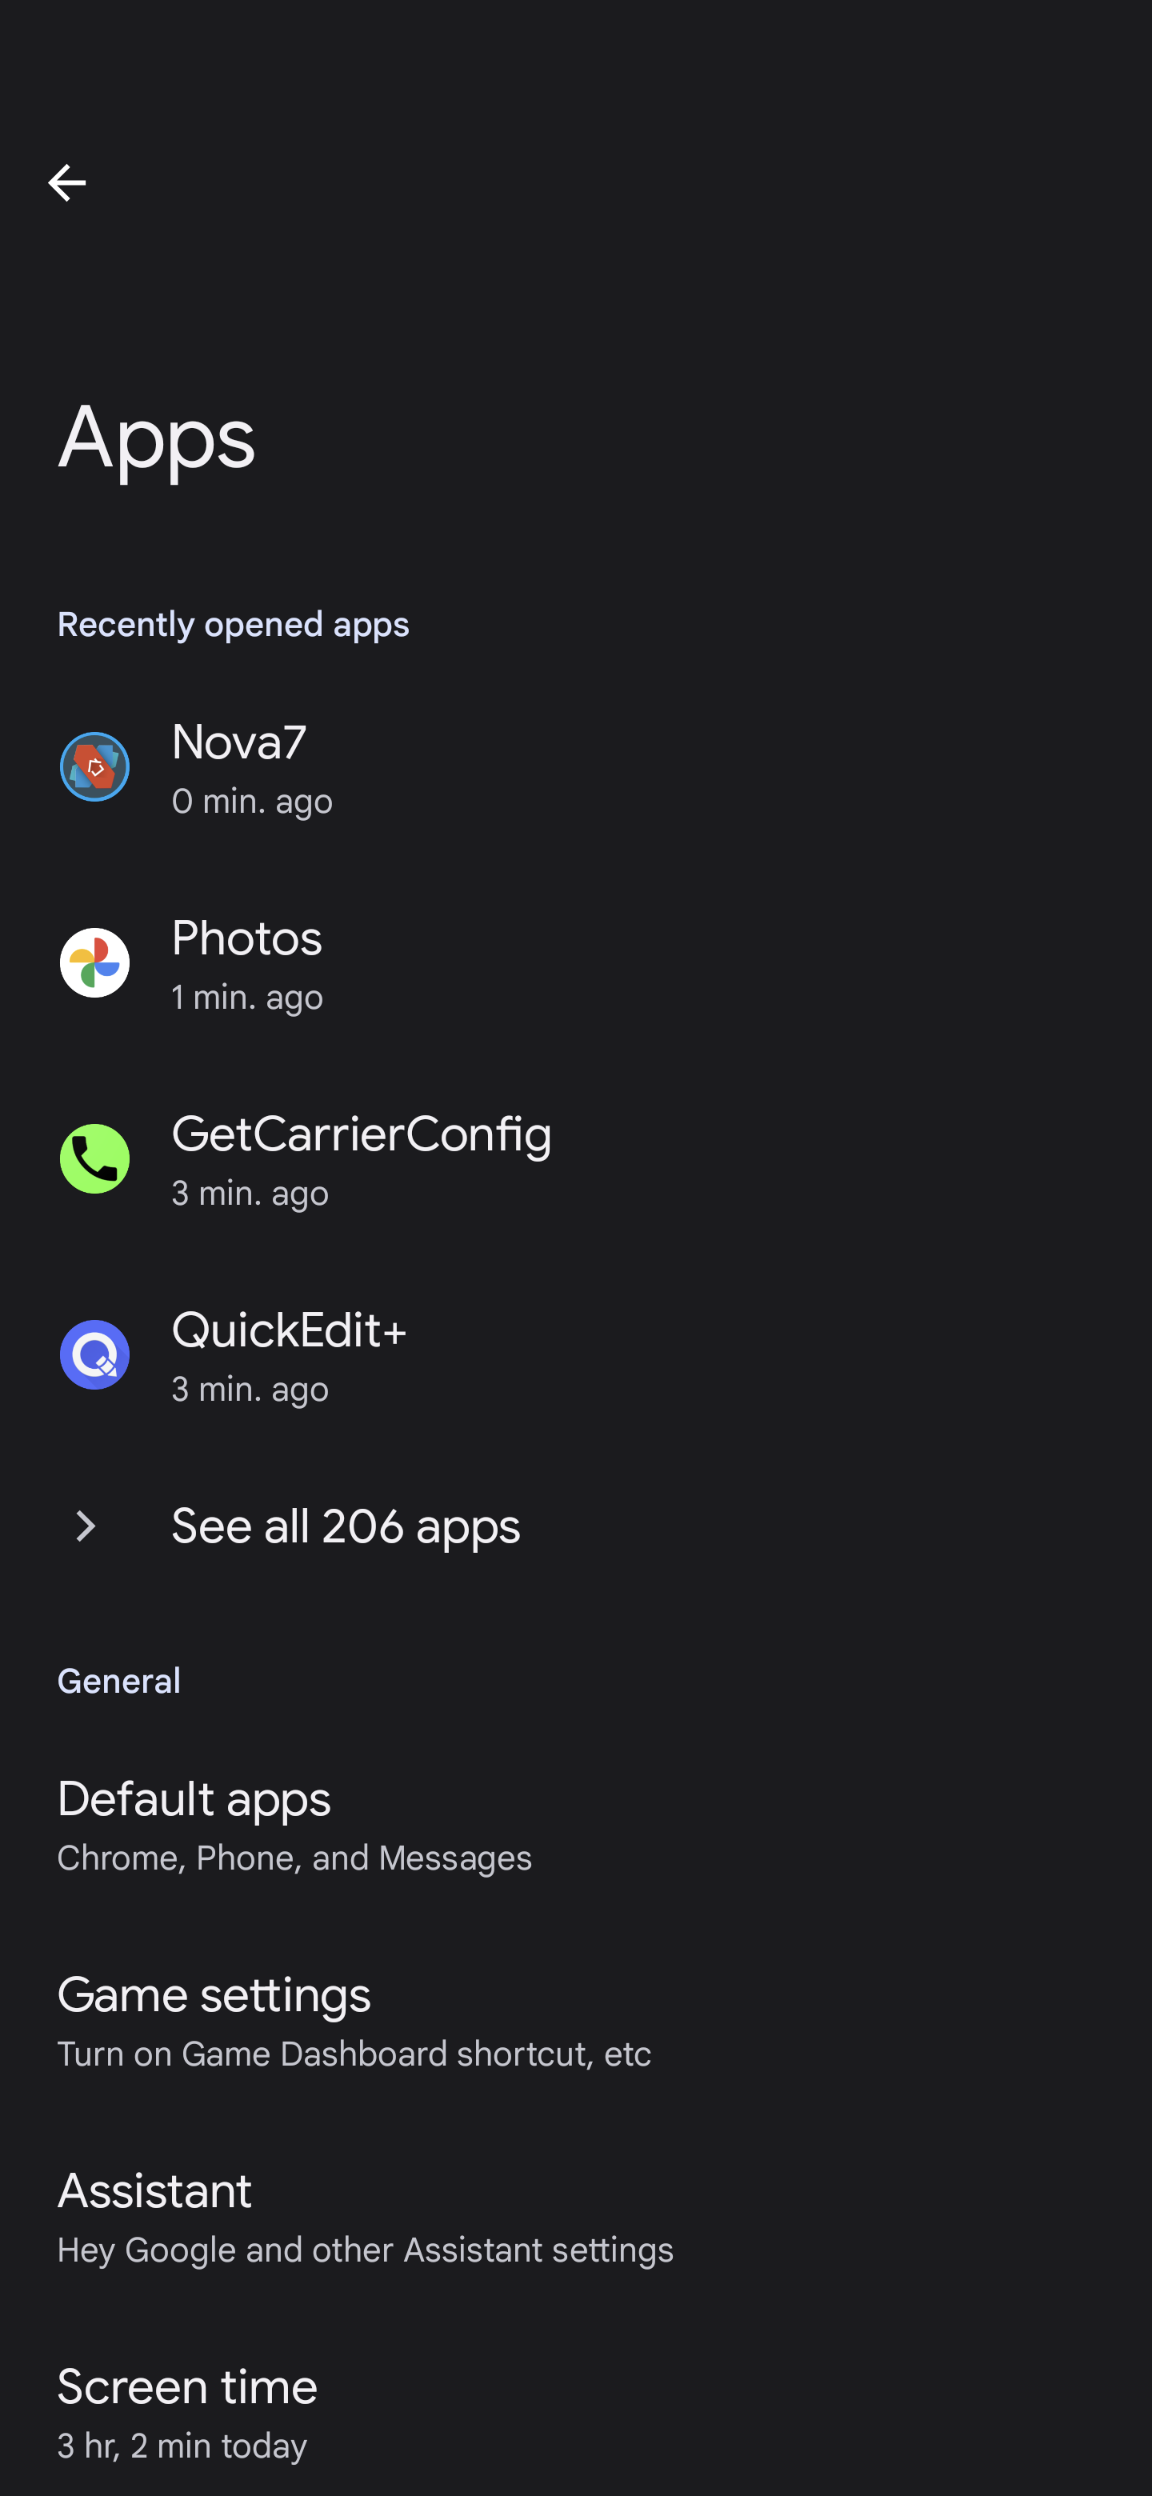 Apps
Recently opened apps
Nova7
0 min. ago
Photos
1 min. ago
GetCarrierConfig
3 min. ago
QuickEdit+
3 min. ago
See all 206 apps
General
Default apps
Chrome, Phone, and Messages
Game settings
Turn on Game Dashboard shortcut, etc
Assistant
Hey Google and other Assistant settings
Screen time
3 hr, 2 min today